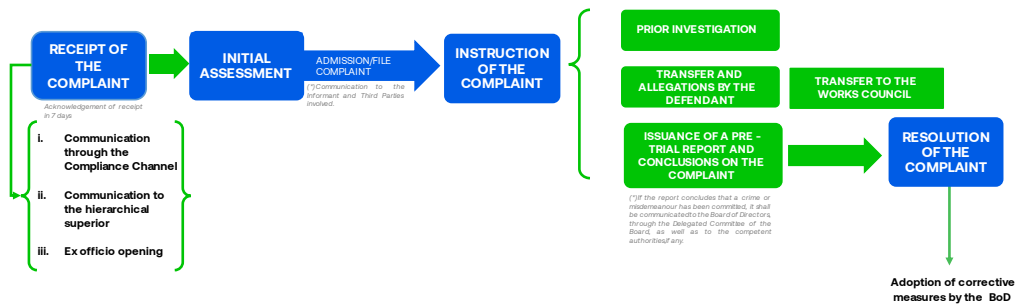 RECEIPT OF
THE
COMPLAINT
Acknowledgement of receipt
in 7 days
i. Communication
through the
Compliance Channel
ii. Communication to
the hierarchical
superior
iii. Ex officio opening
INITIAL
ASSESSMENT
ADMISSION/FILE
COMPLAINT
(*)Communication to the
Informant and Third Parties
involved.
INSTRUCTION
OF THE
COMPLAINT
PRIOR INVESTIGATION
TRANSFER AND
ALLEGATIONS BY THE
DEFENDANT
TRANSFER TO THE
WORKS COUNCIL
ISSUANCE OF A PRE -
TRIAL REPORT AND
CONCLUSIONS ON THE
COMPLAINT
(*)If the report concludes that a crime or
misdemeanour has been committed, it shall
be communicatedto the Board of Directors,
through the Delegated Committee of the
Board, as well as to the competent
authorities,if any.
RESOLUTION
OF THE
COMPLAINT
Adoption of corrective
measures by the BoD